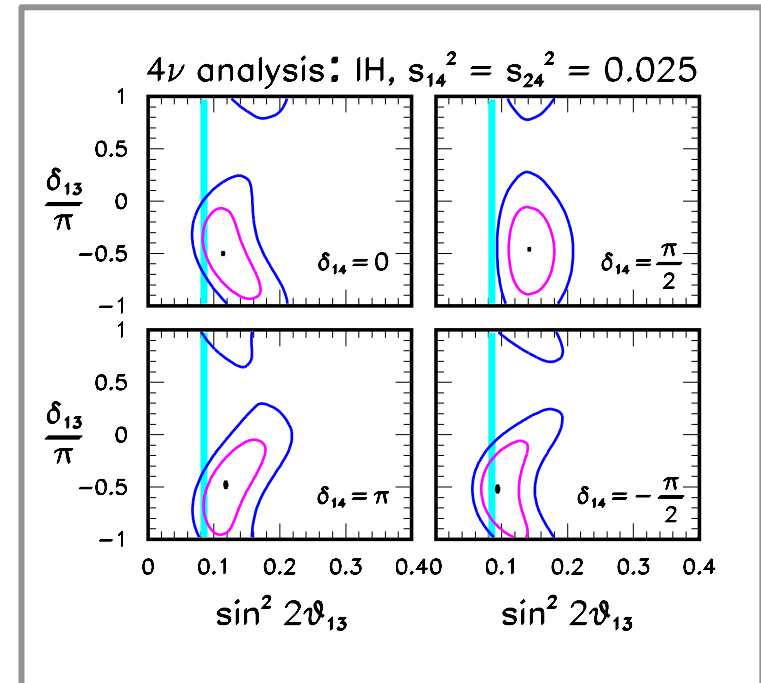 4ν analysis: IH, s₁₄² = s₂₄² = 0.025
1
0.5
0
−0.5
−1
δ₁₃/π
δ₁₄ = 0
δ₁₄ = π/2
1
0.5
0
−0.5
−1
δ₁₃/π
δ₁₄ = π
δ₁₄ = − π/2
0 0.1 0.2 0.3 0.40 0.1 0.2 0.3 0.4
sin² 2ϑ₁₃ sin² 2ϑ₁₃